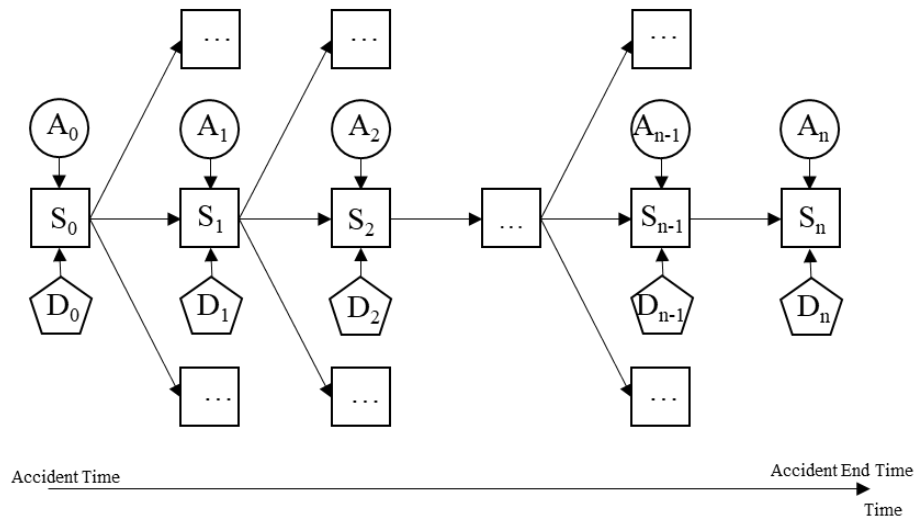 … … …
A₀ A₁ A₂ Aₙ₋₁ Aₙ
S₀ S₁ S₂ … Sₙ₋₁ Sₙ
D₀ D₁ D₂ Dₙ₋₁ Dₙ
… … …
Accident Time
Accident End Time
Time